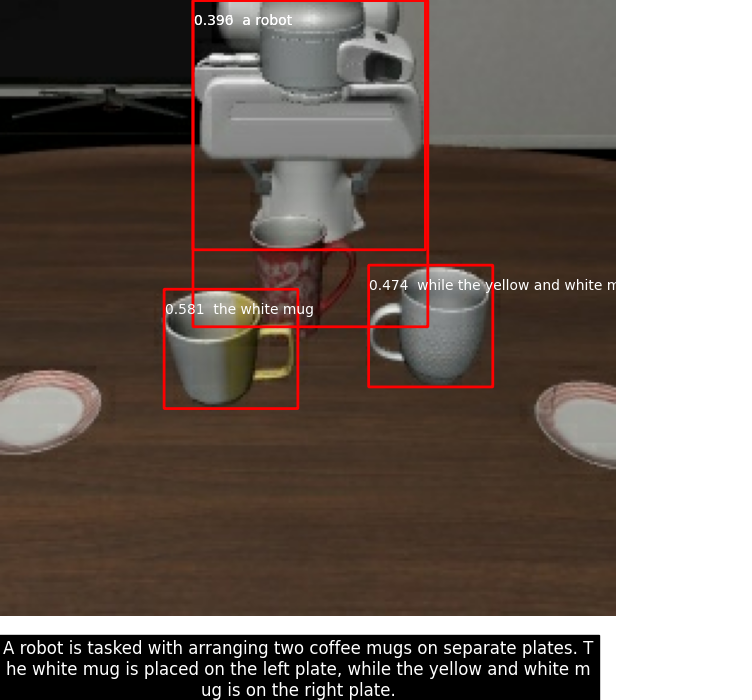 0.396 a robot
0.474 while the yellow and white m
0.581 the white mug
A robot is tasked with arranging two coffee mugs on separate plates. T
he white mug is placed on the left plate, while the yellow and white m
ug is on the right plate.